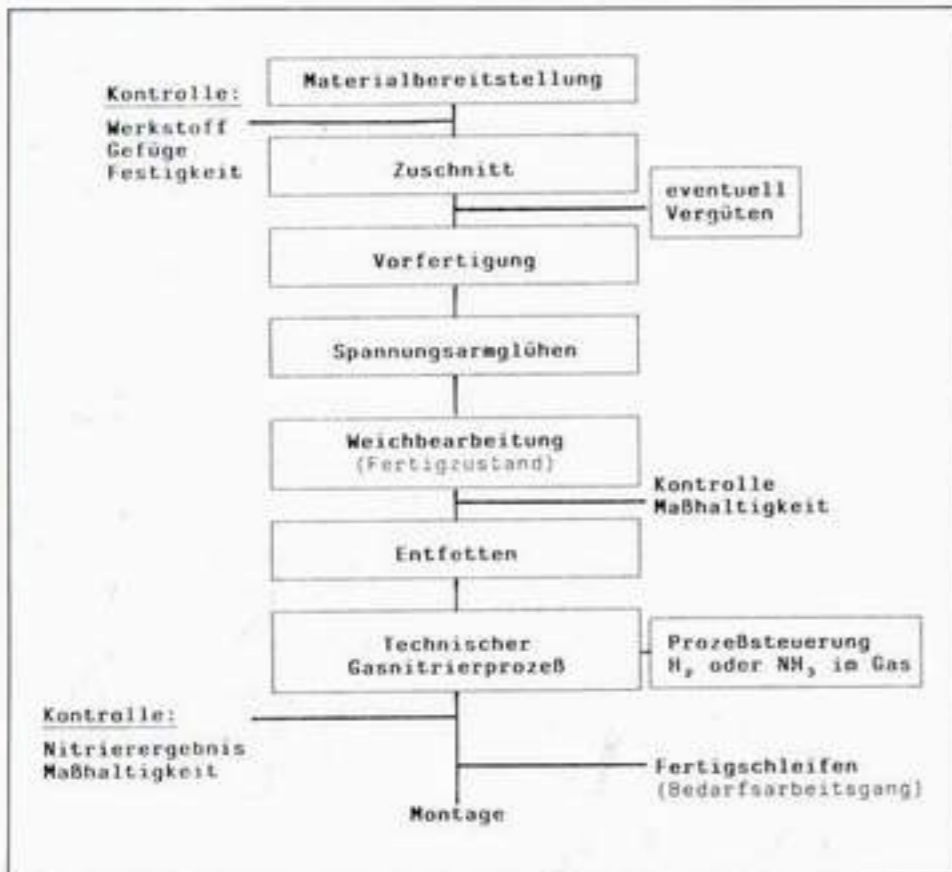 Materialbereitstellung
Kontrolle:
Werkstoff
Gefüge
Festigkeit
Zuschnitt
eventuell
Vergüten
Vorfertigung
Spannungsarmglühen
Weichbearbeitung
(Fertigzustand)
Kontrolle
Maßhaltigkeit
Entfetten
Technischer
Gasnitrierprozeß
Prozeßsteuerung
H₂ oder NH₃ im Gas
Kontrolle:
Nitrierergebnis
Maßhaltigkeit
Fertigschleifen
(Bedarfsarbeitsgang)
Montage